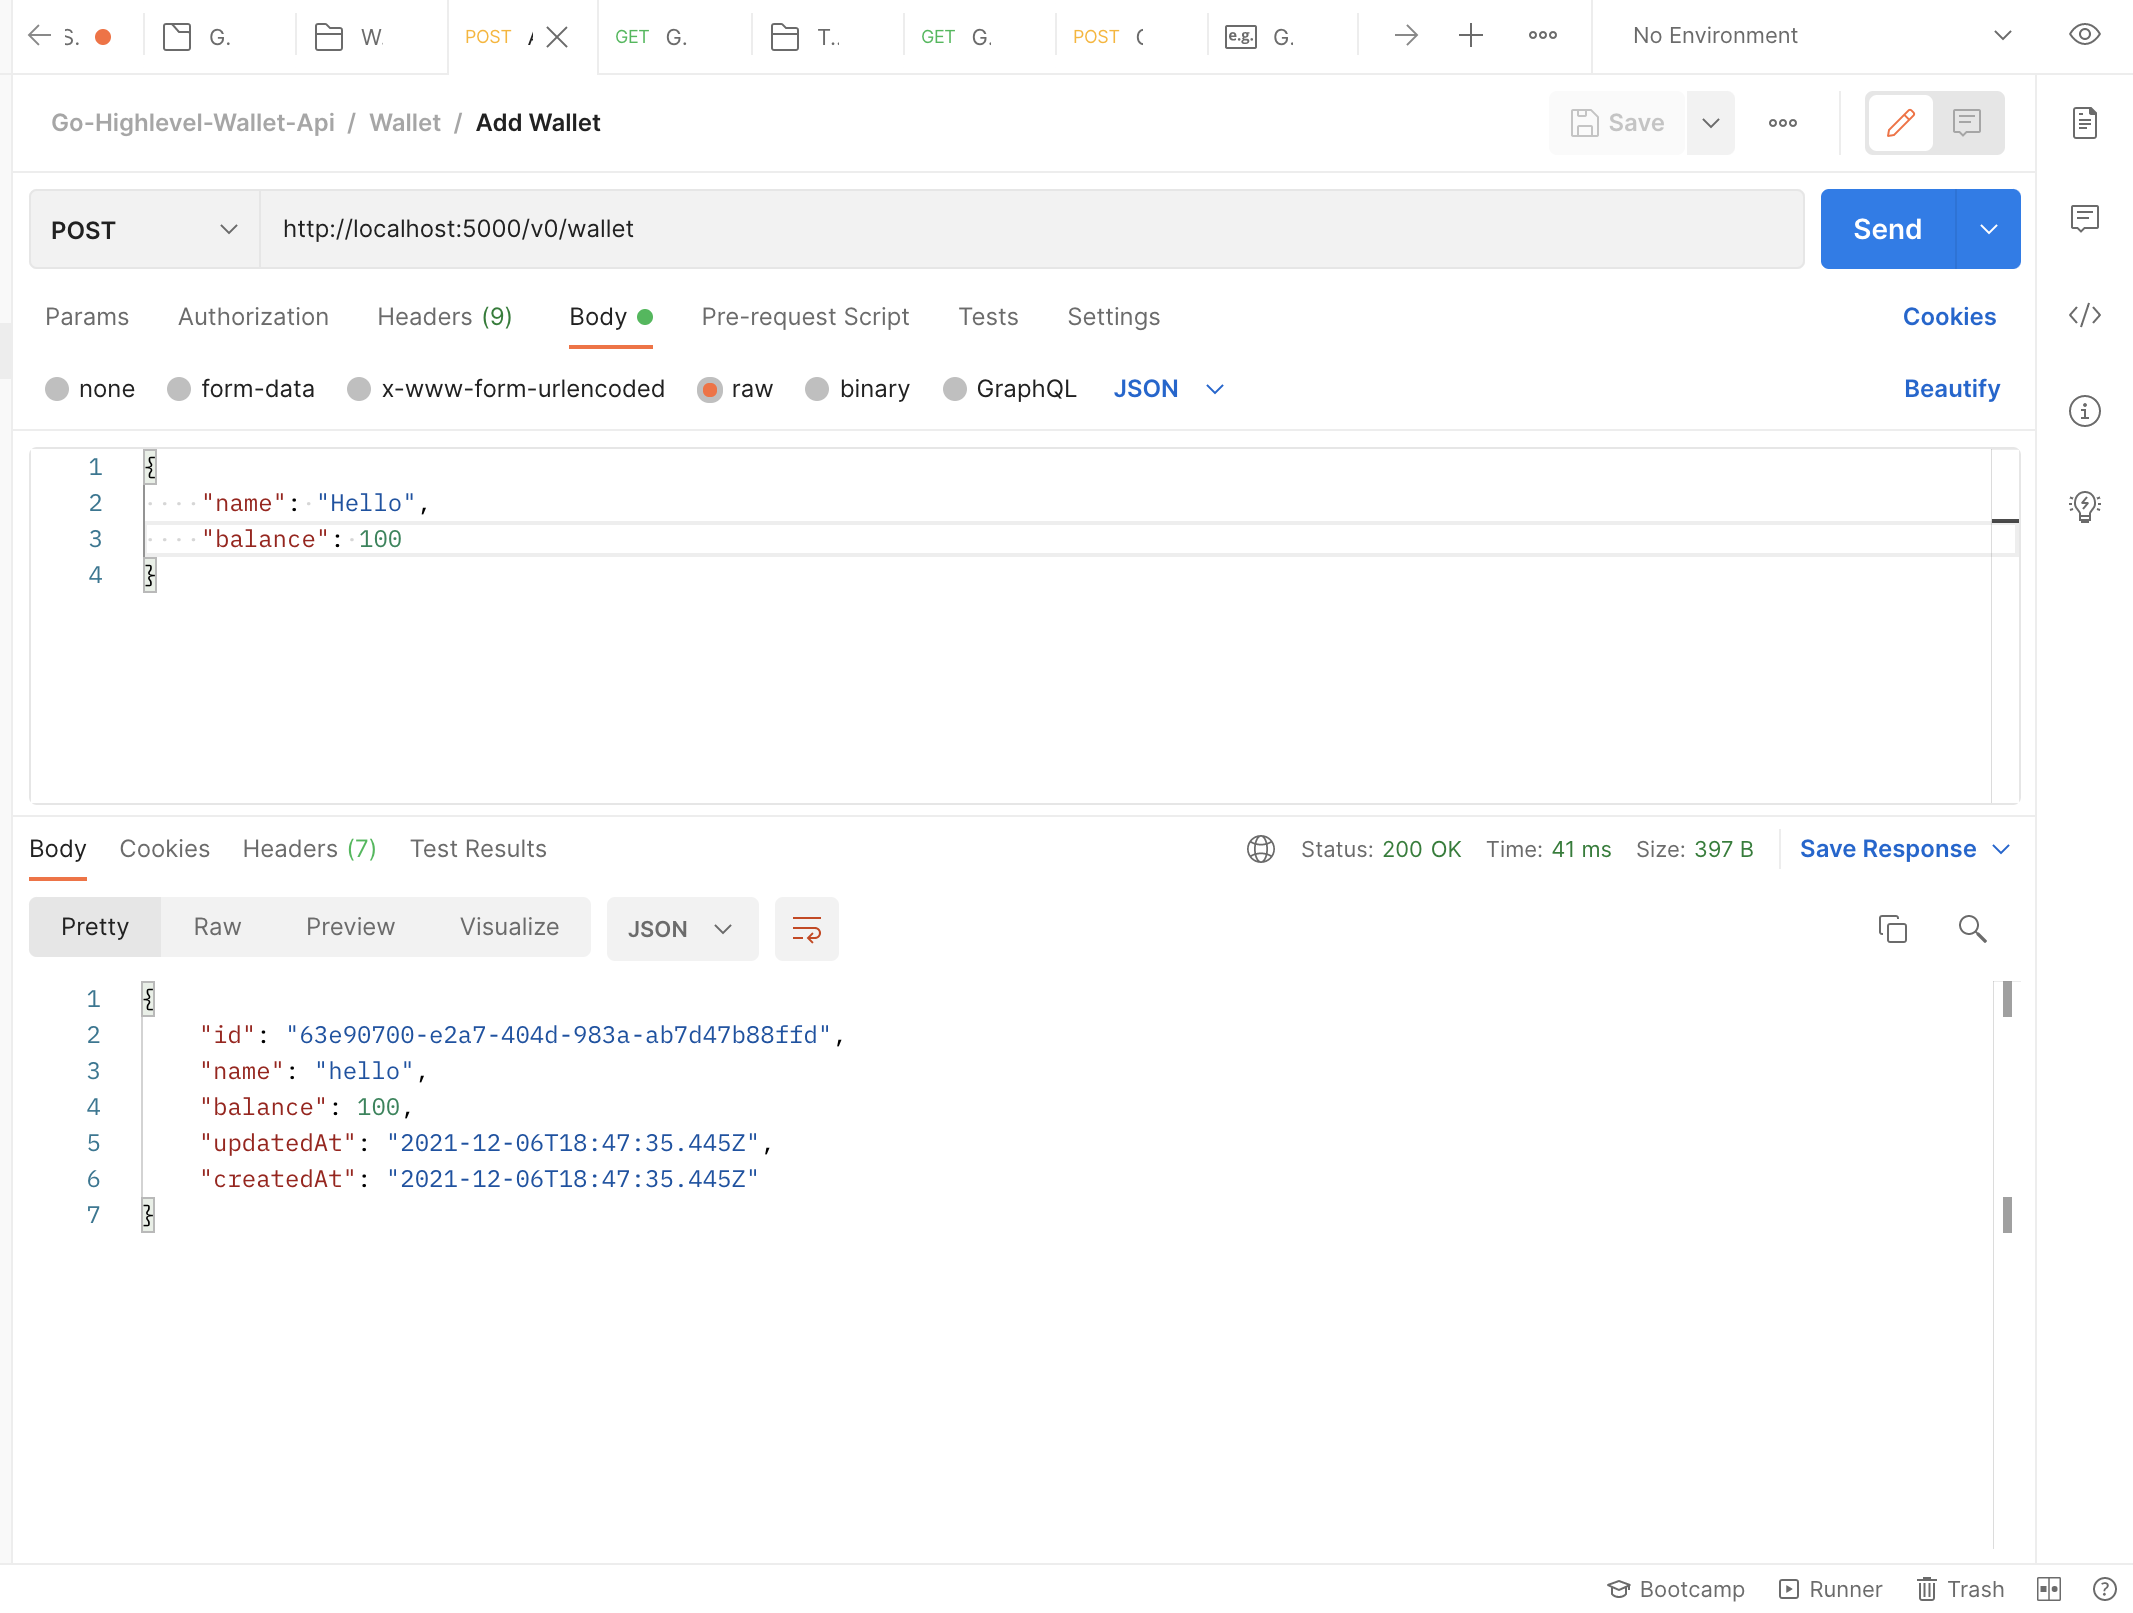 S. G. W. POST GET G. T.. GET G. POST e.g. G. No Environment
Go-Highlevel-Wallet-Api / Wallet / Add Wallet Save
POST http://localhost:5000/v0/wallet Send
Params Authorization Headers (9) Body Pre-request Script Tests Settings Cookies
none form-data x-www-form-urlencoded raw binary GraphQL JSON Beautify
1 {
2 "name": "Hello",
3 "balance": 100
4 }
Body Cookies Headers (7) Test Results Status: 200 OK Time: 41 ms Size: 397 B Save Response
Pretty Raw Preview Visualize JSON
1 {
2 "id": "63e90700-e2a7-404d-983a-ab7d47b88ffd",
3 "name": "hello",
4 "balance": 100,
5 "updatedAt": "2021-12-06T18:47:35.445Z",
6 "createdAt": "2021-12-06T18:47:35.445Z"
7 }
Bootcamp Runner Trash